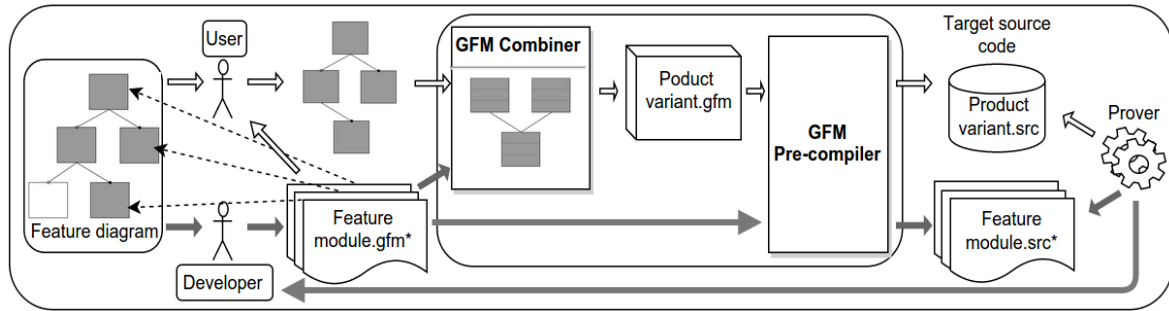 User
GFM Combiner
Target source
code
Poduct
variant.gfm
Product
variant.src
Prover
GFM
Pre-compiler
Feature diagram
Feature
module.gfm*
Feature
module.src*
Developer